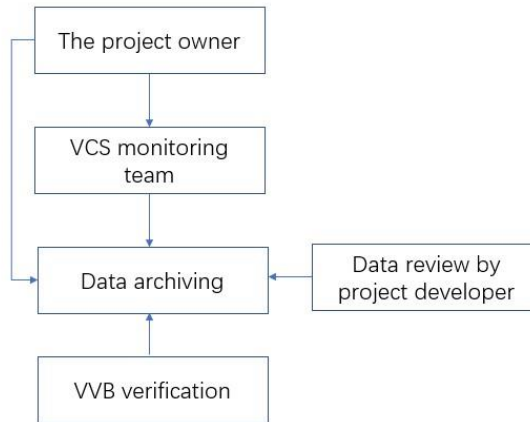 The project owner
VCS monitoring
team
Data archiving
Data review by
project developer
VVB verification